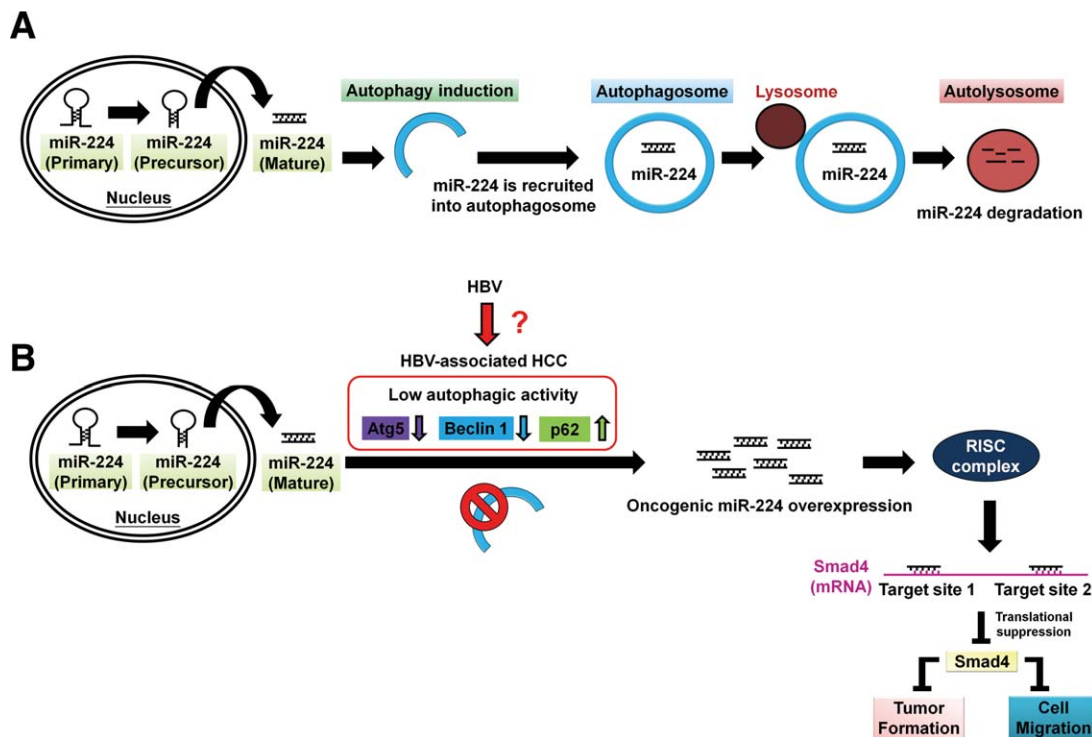 A
miR-224
(Primary)
miR-224
(Precursor)
Nucleus
miR-224
(Mature)
Autophagy induction
miR-224 is recruited
into autophagosome
Autophagosome
miR-224
Lysosome
miR-224
Autolysosome
miR-224 degradation
B
HBV
?
HBV-associated HCC
Low autophagic activity
Atg5
Beclin 1
p62
miR-224
(Primary)
miR-224
(Precursor)
Nucleus
miR-224
(Mature)
Oncogenic miR-224 overexpression
RISC
complex
Smad4
(mRNA)
Target site 1
Target site 2
Translational
suppression
Smad4
Tumor
Formation
Cell
Migration